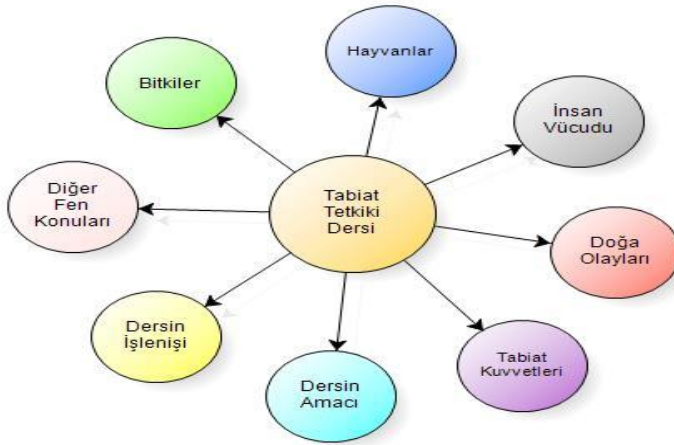 Hayvanlar
Bitkiler
İnsan
Vücudu
Tabiat
Tetkiki
Dersi
Diğer
Fen
Konuları
Doğa
Olayları
Dersin
İşlenişi
Tabiat
Kuvvetleri
Dersin
Amacı